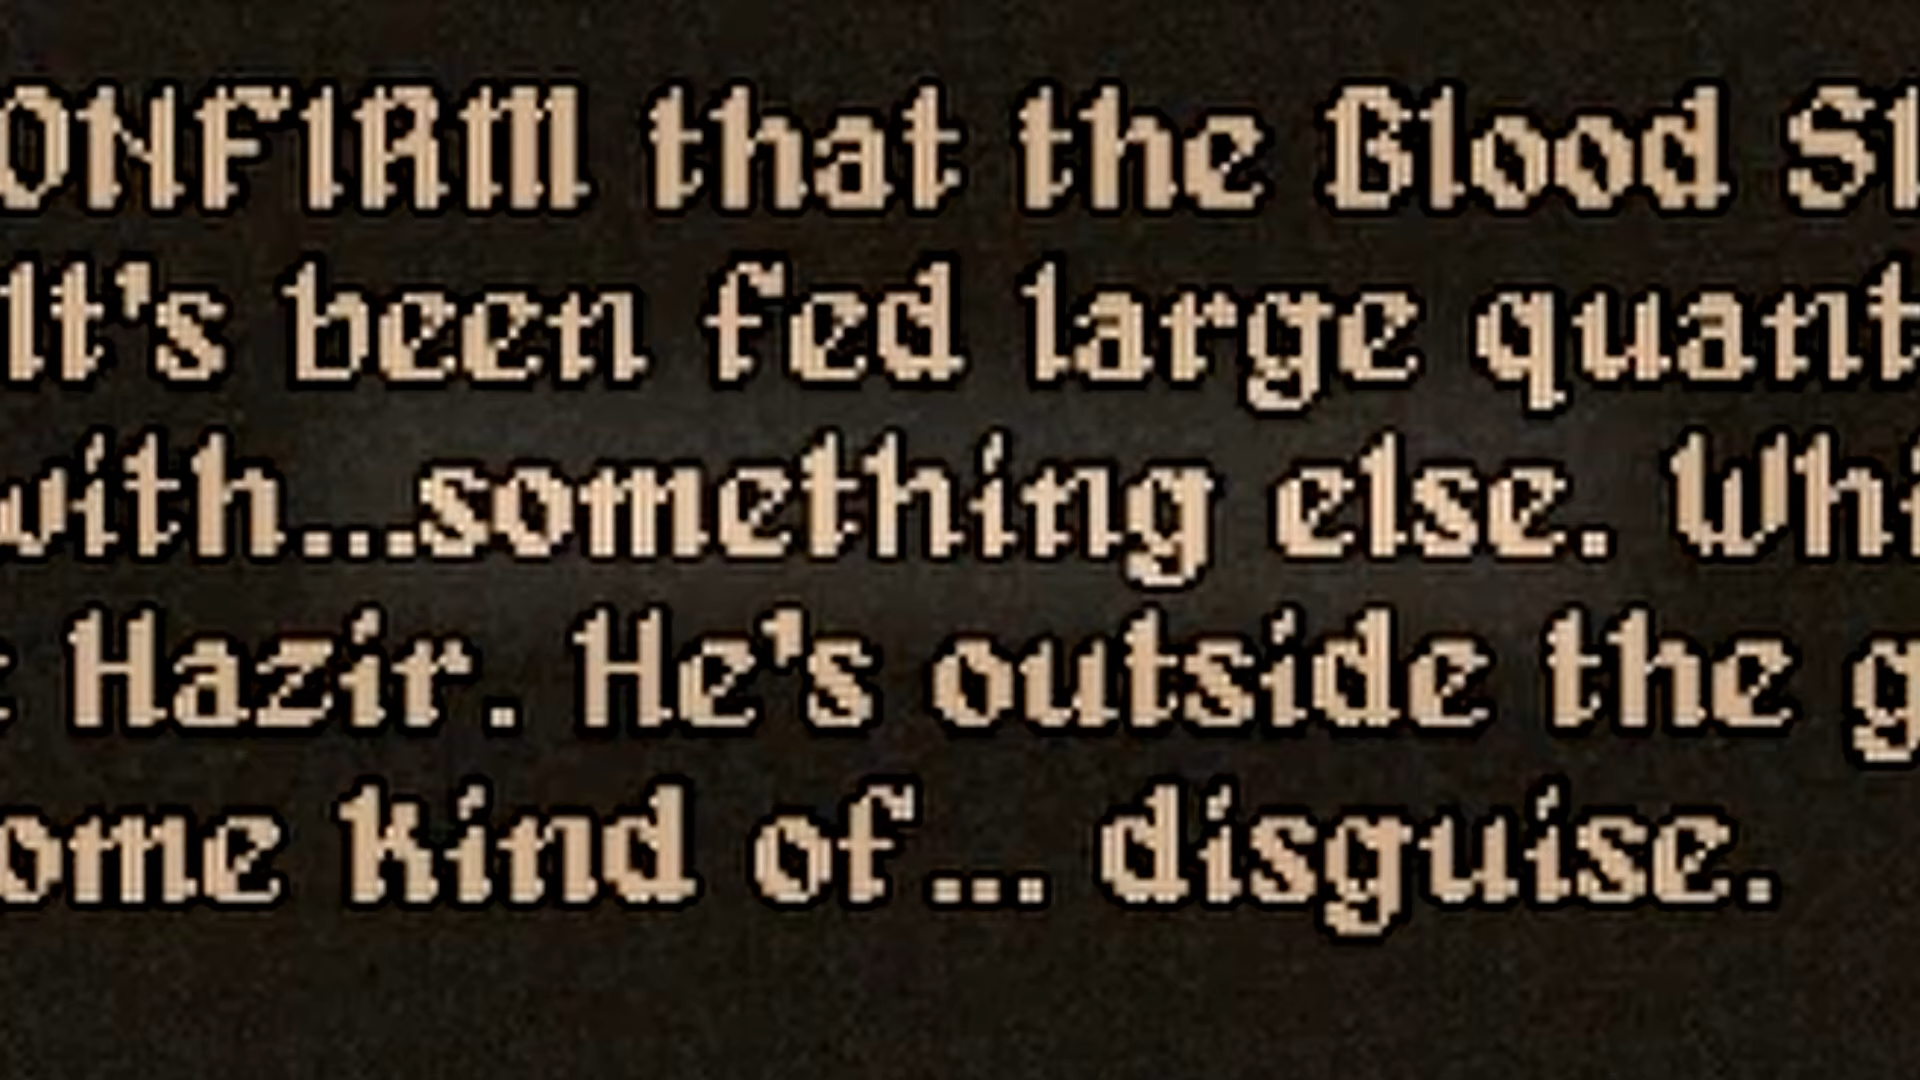 ONFIRM that the Blood S
It's been fed large quant
with...something else. Whi
Hazir. He's outside the g
ome kind of... disguise.